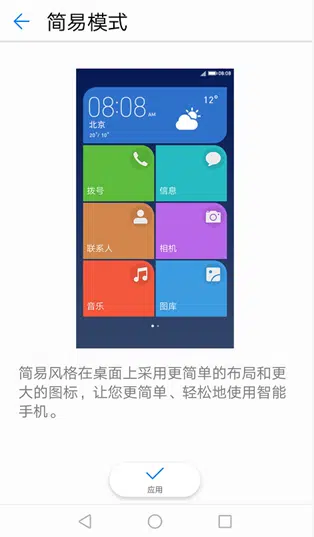 简易模式
08:08
08:08 AM 12°
北京
20°/ 10°
拨号
信息
联系人
相机
音乐
图库
简易风格在桌面上采用更简单的布局和更
大的图标，让您更简单、轻松地使用智能
手机。
应用